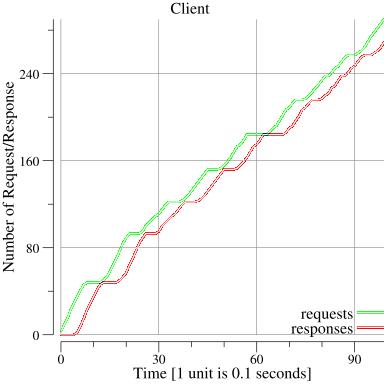 Client
Number of Request/Response
240
160
80
0
0 30 60 90
Time [1 unit is 0.1 seconds]
requests
responses